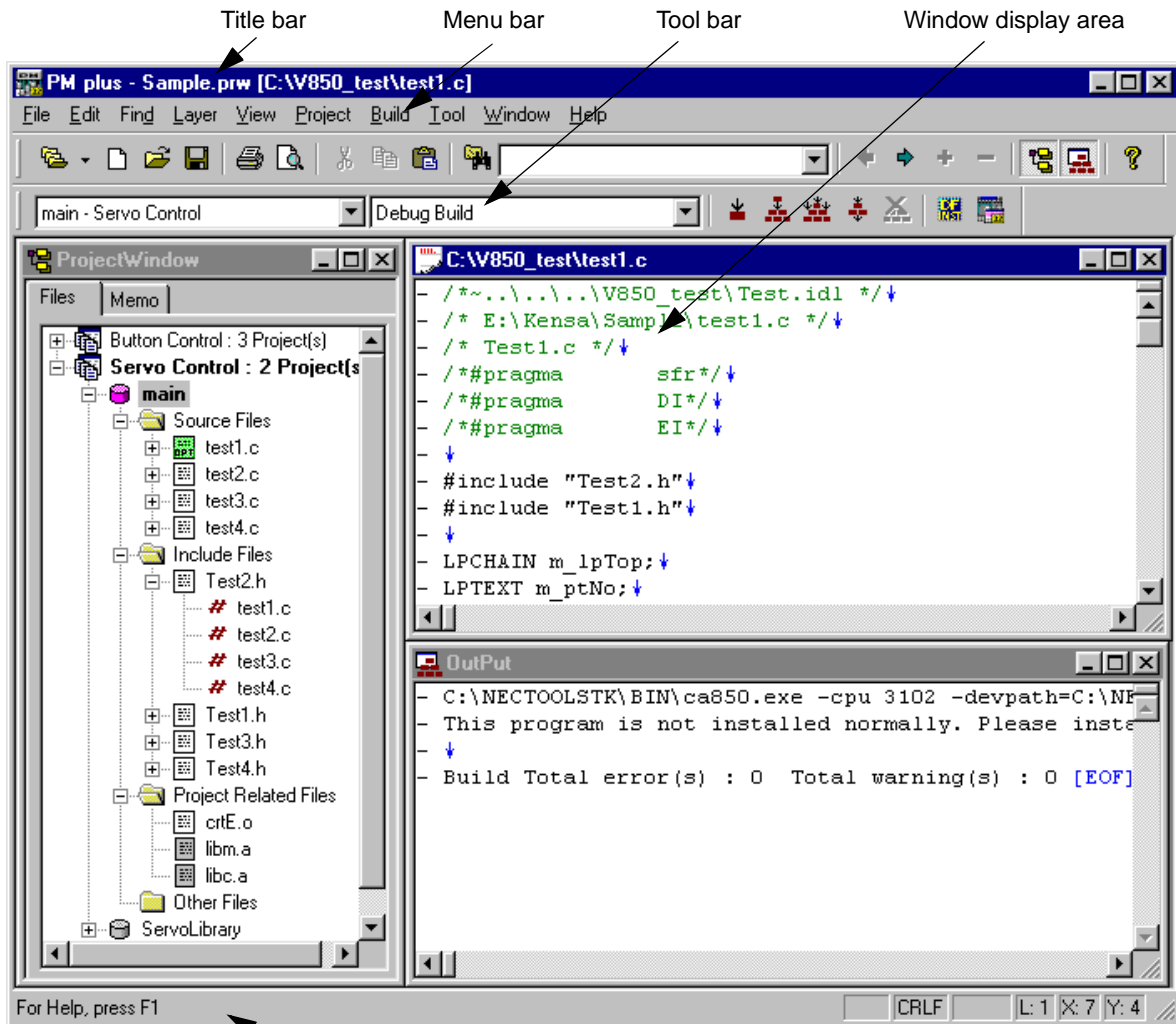 Title bar Menu bar Tool bar Window display area
PM plus - Sample.prw [C:\V850_test\test1.c]
File Edit Find Layer View Project Build Tool Window Help
main - Servo Control Debug Build
ProjectWindow
Files Memo
Button Control : 3 Project(s)
Servo Control : 2 Project(s
main
Source Files
test1.c
test2.c
test3.c
test4.c
Include Files
Test2.h
# test1.c
# test2.c
# test3.c
# test4.c
Test1.h
Test3.h
Test4.h
Project Related Files
crtE.o
libm.a
libc.a
Other Files
ServoLibrary
C:\V850_test\test1.c
/*~..\..\..\V850_test\Test.idl */↓
/* E:\Kensa\Sample\test1.c */↓
/* Test1.c */↓
/*#pragma sfr*/↓
/*#pragma DI*/↓
/*#pragma EI*/↓
↓
#include "Test2.h"↓
#include "Test1.h"↓
↓
LPCHAIN m_lpTop;↓
LPTEXT m_ptNo;↓
OutPut
- C:\NECTOOLSTK\BIN\ca850.exe -cpu 3102 -devpath=C:\NE
- This program is not installed normally. Please insta
- ↓
- Build Total error(s) : 0 Total warning(s) : 0 [EOF]
For Help, press F1 CRLF L: 1 X: 7 Y: 4